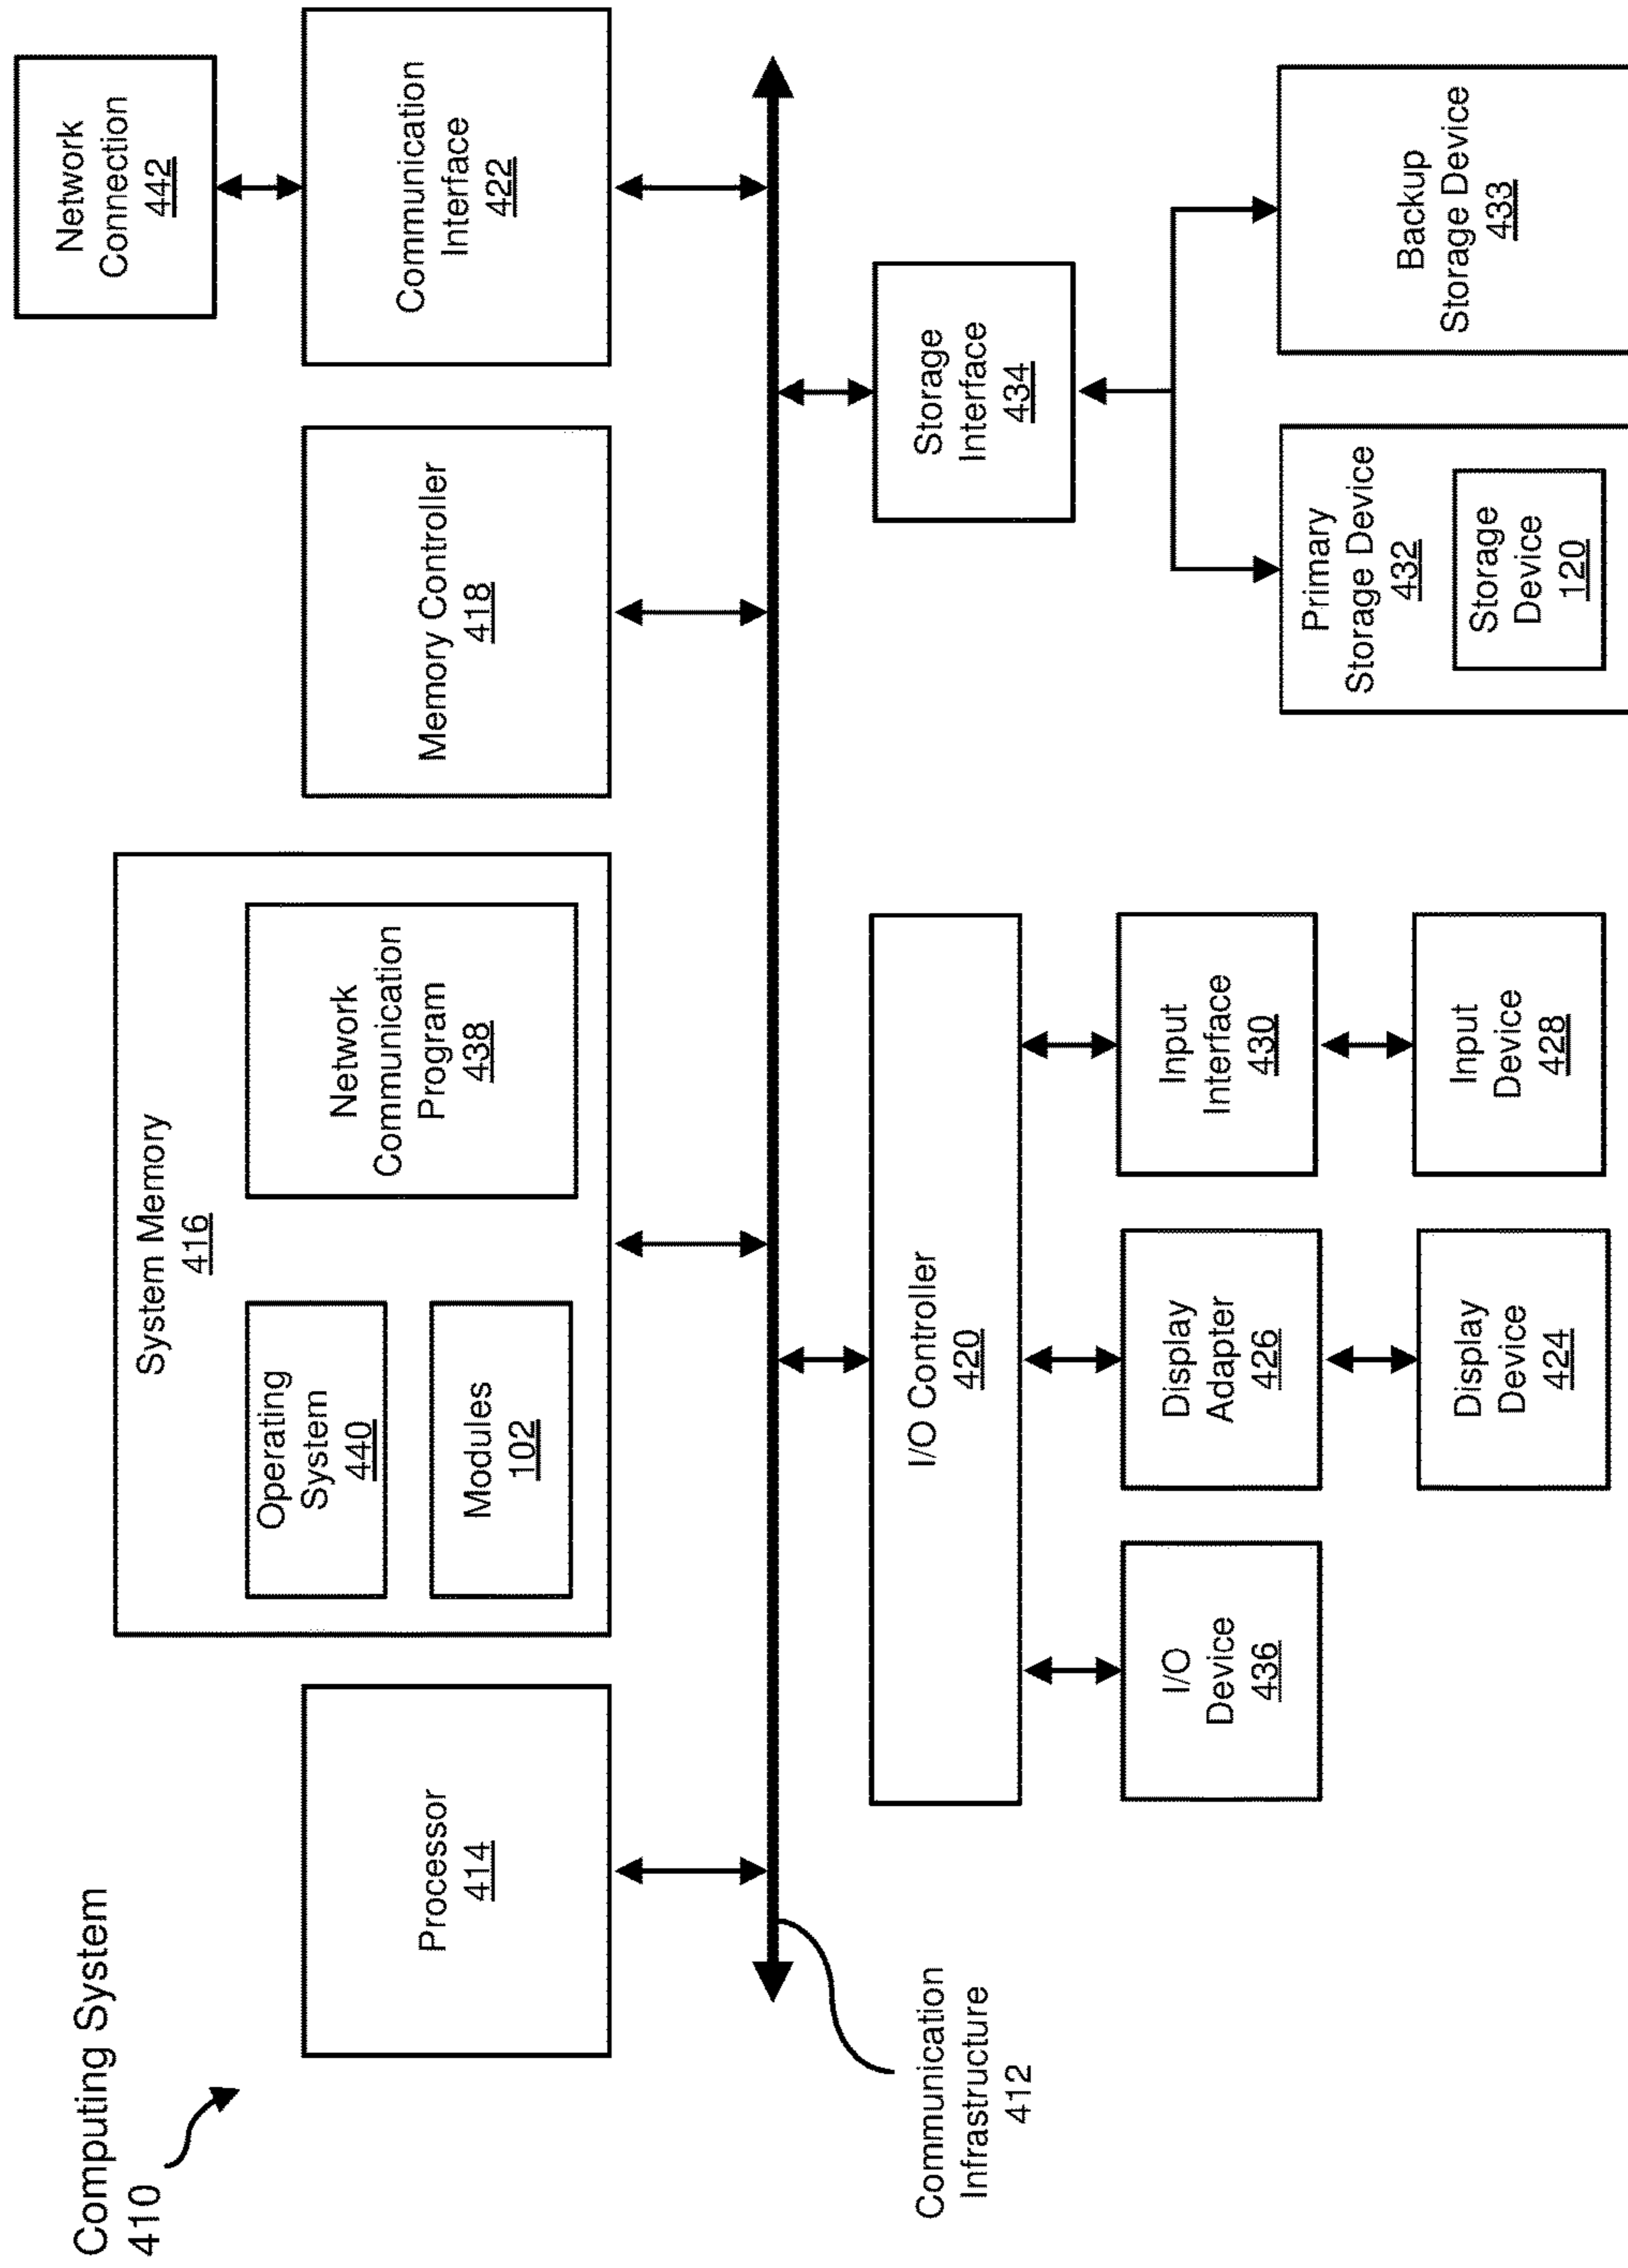 Computing System
410
Processor
414
System Memory
416
Operating
System
440
Modules
102
Network
Communication
Program
438
Memory Controller
418
Communication
Interface
422
Network
Connection
442
Communication
Infrastructure
412
I/O Controller
420
I/O
Device
436
Display
Adapter
426
Input
Interface
430
Display
Device
424
Input
Device
428
Storage
Interface
434
Primary
Storage Device
432
Storage
Device
120
Backup
Storage Device
433